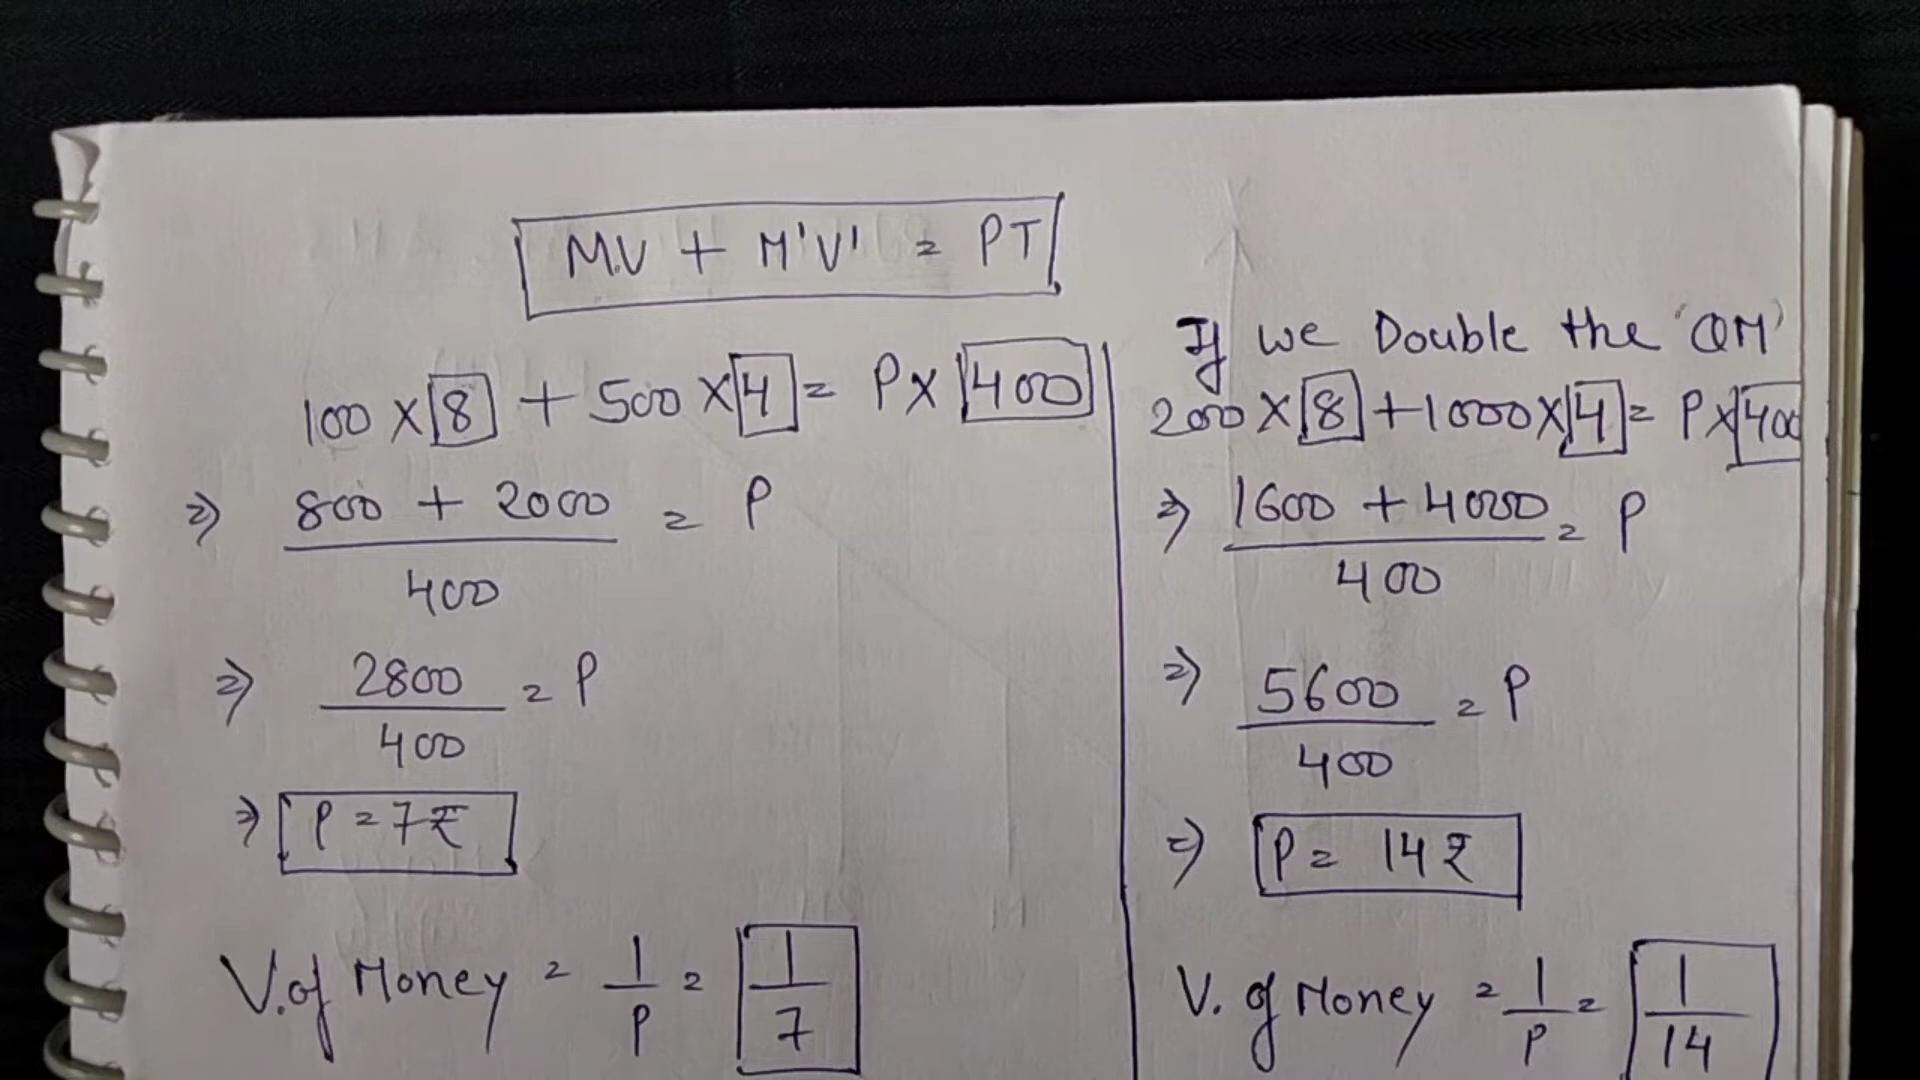 M.V + M'V' = PT
100 × 8 + 500 × 4 = P × 400
⇒ 800 + 2000 = P
400
⇒ 2800 = P
400
⇒ P = 7₹
V. of Money = 1/P = 1/7
If we Double the 'QM'
200 × 8 + 1000 × 4 = P × 400
⇒ 1600 + 4000 = P
400
⇒ 5600 = P
400
⇒ P = 14₹
V. of Money = 1/P = 1/14